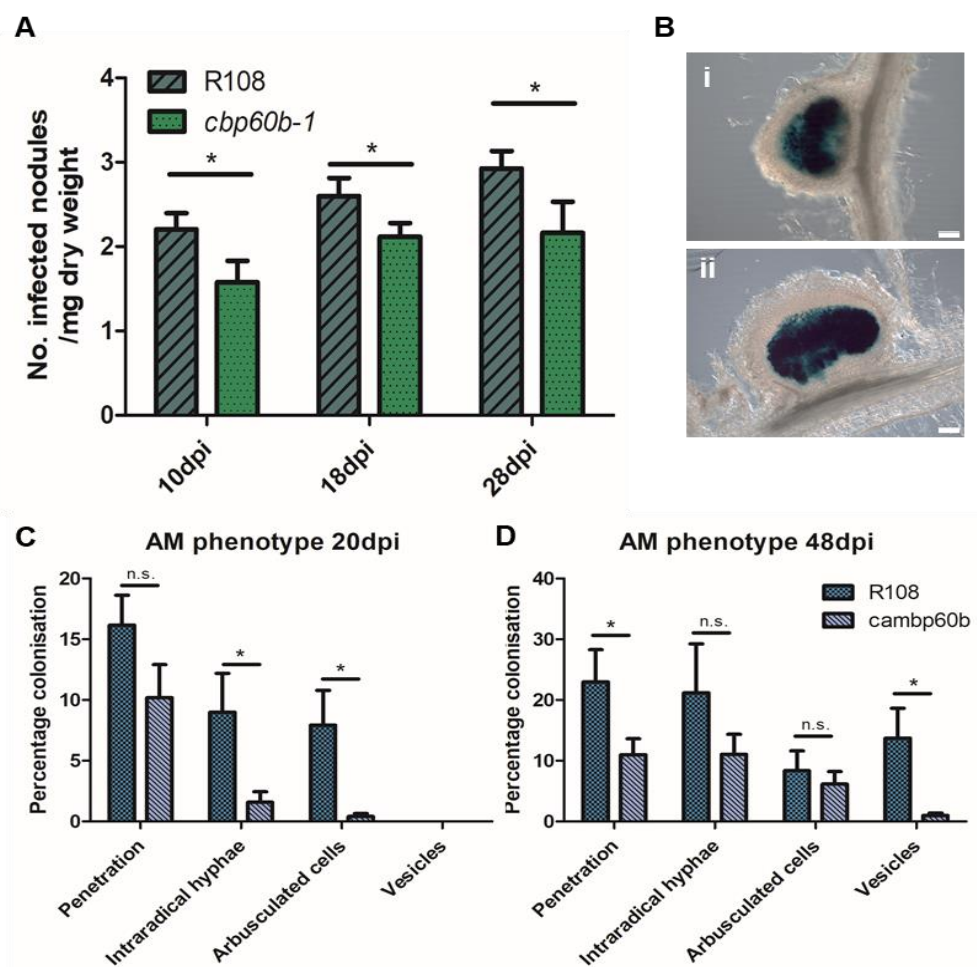 A
R108
cbp60b-1
No. infected nodules
/mg dry weight
4
3
2
1
0
*
*
*
10dpi
18dpi
28dpi
B
i
ii
C
AM phenotype 20dpi
Percentage colonisation
20
15
10
5
0
n.s.
*
*
Penetration
Intraradical hyphae
Arbusculated cells
Vesicles
D
AM phenotype 48dpi
R108
cambp60b
Percentage colonisation
40
30
20
10
0
*
n.s.
n.s.
*
Penetration
Intraradical hyphae
Arbusculated cells
Vesicles